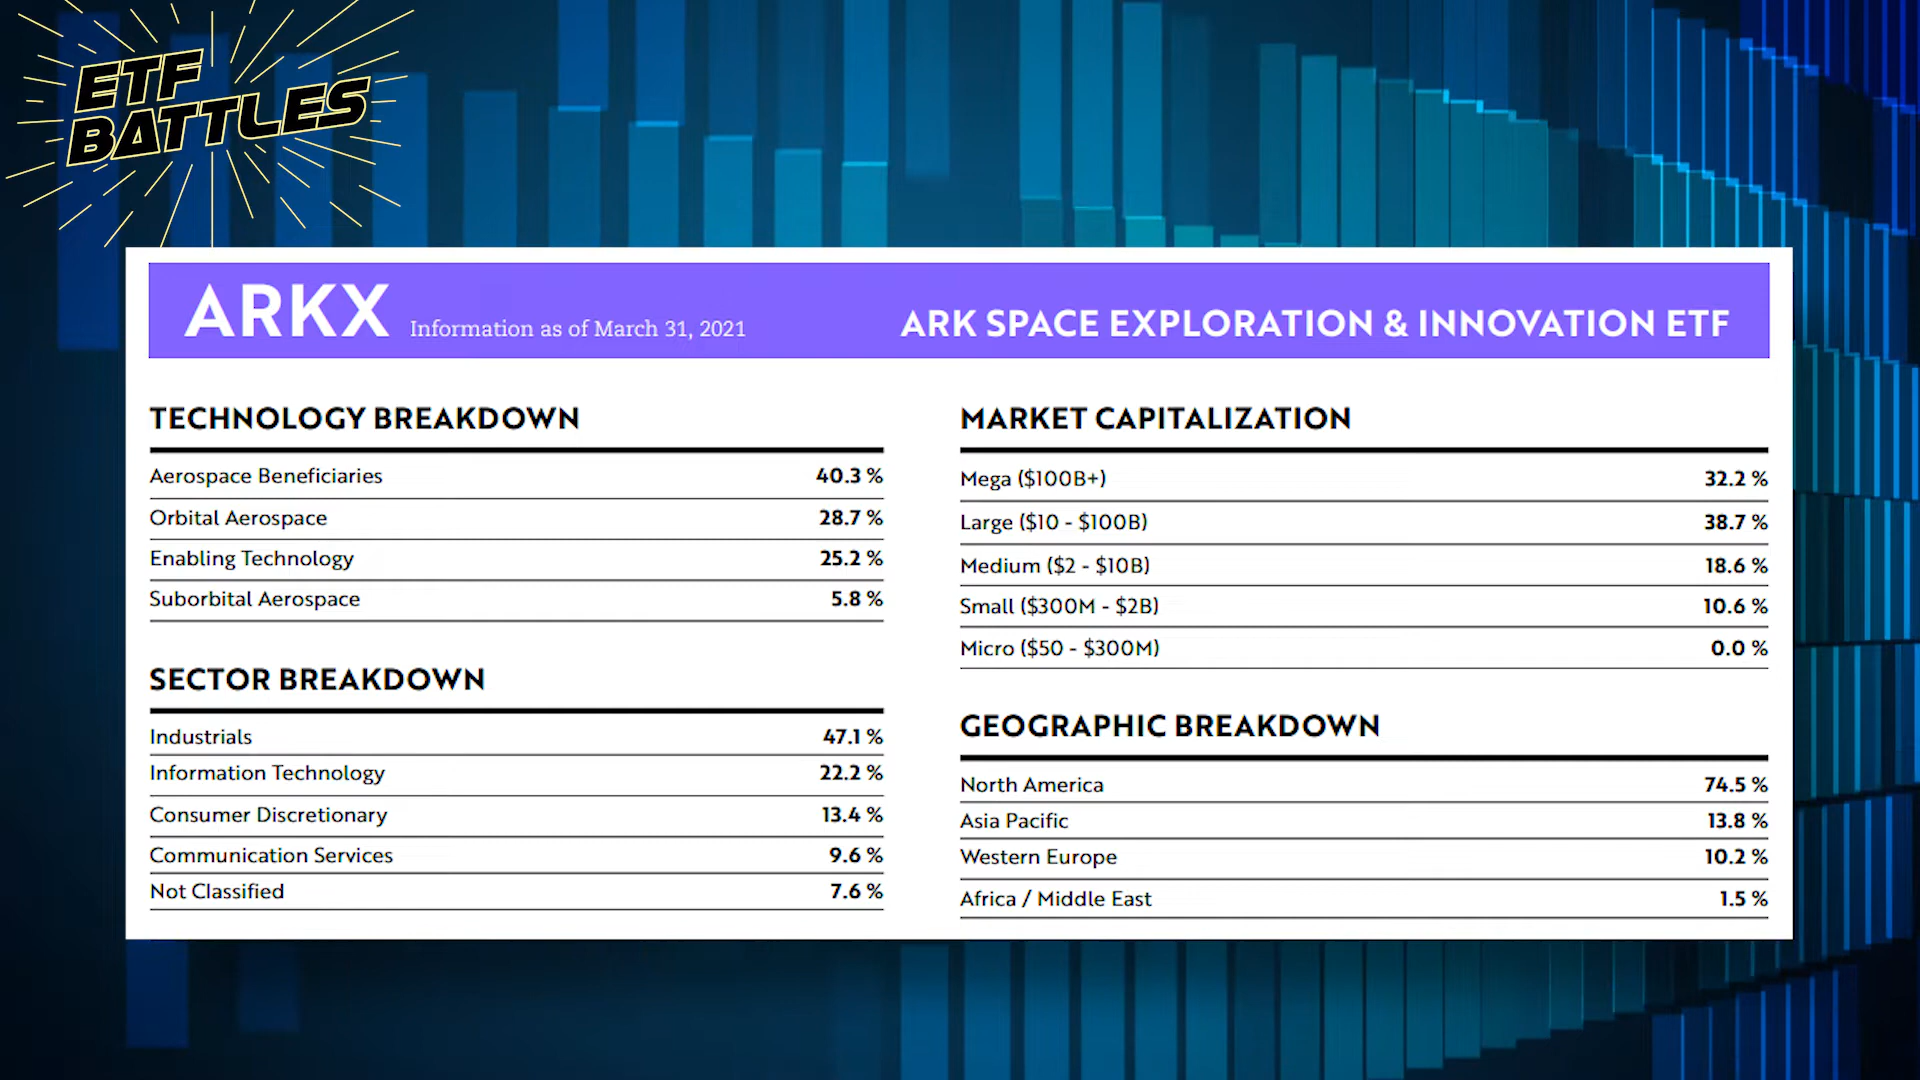 ETF
BATTLES
ARKX Information as of March 31, 2021 ARK SPACE EXPLORATION & INNOVATION ETF
TECHNOLOGY BREAKDOWN
Aerospace Beneficiaries 40.3 %
Orbital Aerospace 28.7 %
Enabling Technology 25.2 %
Suborbital Aerospace 5.8 %
SECTOR BREAKDOWN
Industrials 47.1 %
Information Technology 22.2 %
Consumer Discretionary 13.4 %
Communication Services 9.6 %
Not Classified 7.6 %
MARKET CAPITALIZATION
Mega ($100B+) 32.2 %
Large ($10 - $100B) 38.7 %
Medium ($2 - $10B) 18.6 %
Small ($300M - $2B) 10.6 %
Micro ($50 - $300M) 0.0 %
GEOGRAPHIC BREAKDOWN
North America 74.5 %
Asia Pacific 13.8 %
Western Europe 10.2 %
Africa / Middle East 1.5 %